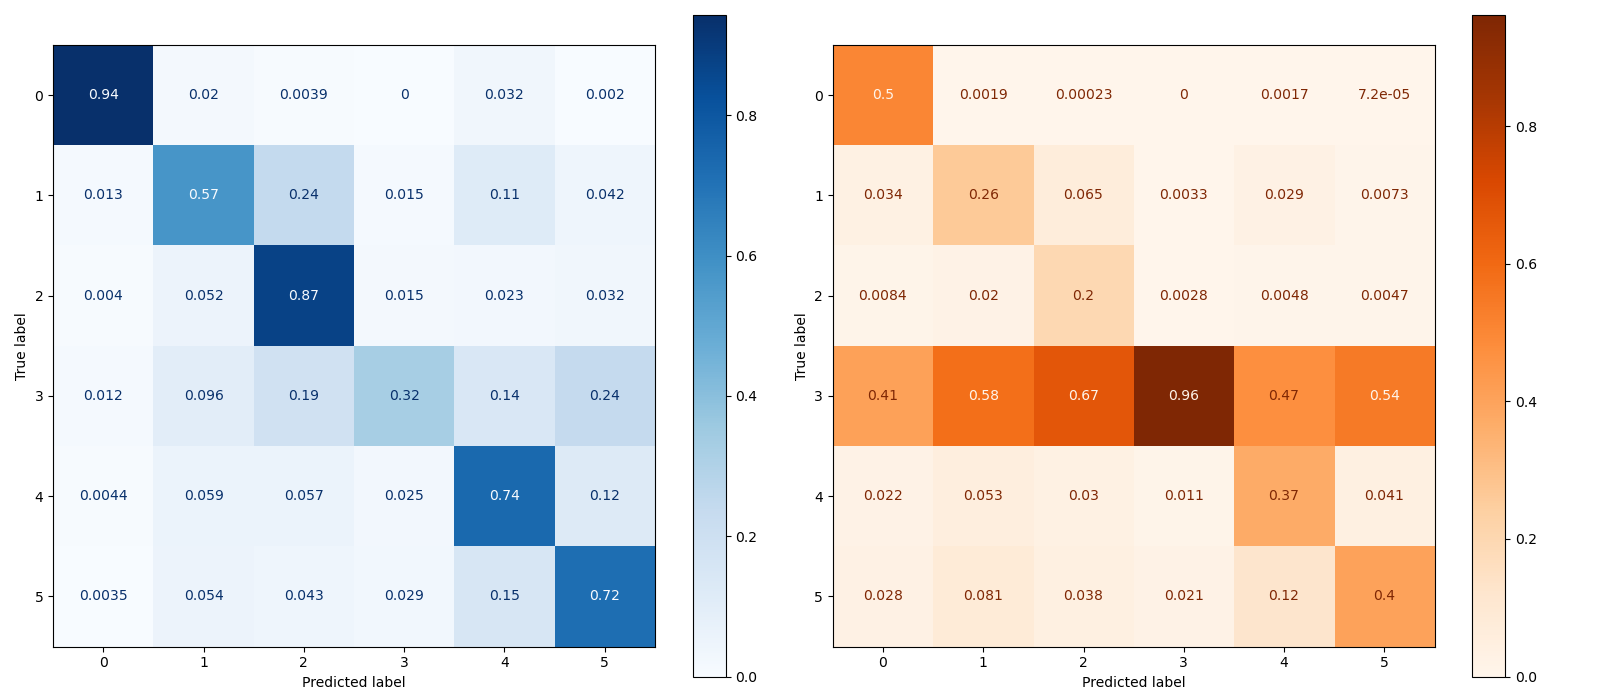 0 0.94 0.02 0.0039 0 0.032 0.002
1 0.013 0.57 0.24 0.015 0.11 0.042
2 0.004 0.052 0.87 0.015 0.023 0.032
3 0.012 0.096 0.19 0.32 0.14 0.24
4 0.0044 0.059 0.057 0.025 0.74 0.12
5 0.0035 0.054 0.043 0.029 0.15 0.72
0 1 2 3 4 5
Predicted label
True label
0.8
0.6
0.4
0.2
0.0
0 0.5 0.0019 0.00023 0 0.0017 7.2e-05
1 0.034 0.26 0.065 0.0033 0.029 0.0073
2 0.0084 0.02 0.2 0.0028 0.0048 0.0047
3 0.41 0.58 0.67 0.96 0.47 0.54
4 0.022 0.053 0.03 0.011 0.37 0.041
5 0.028 0.081 0.038 0.021 0.12 0.4
0 1 2 3 4 5
Predicted label
True label
0.8
0.6
0.4
0.2
0.0